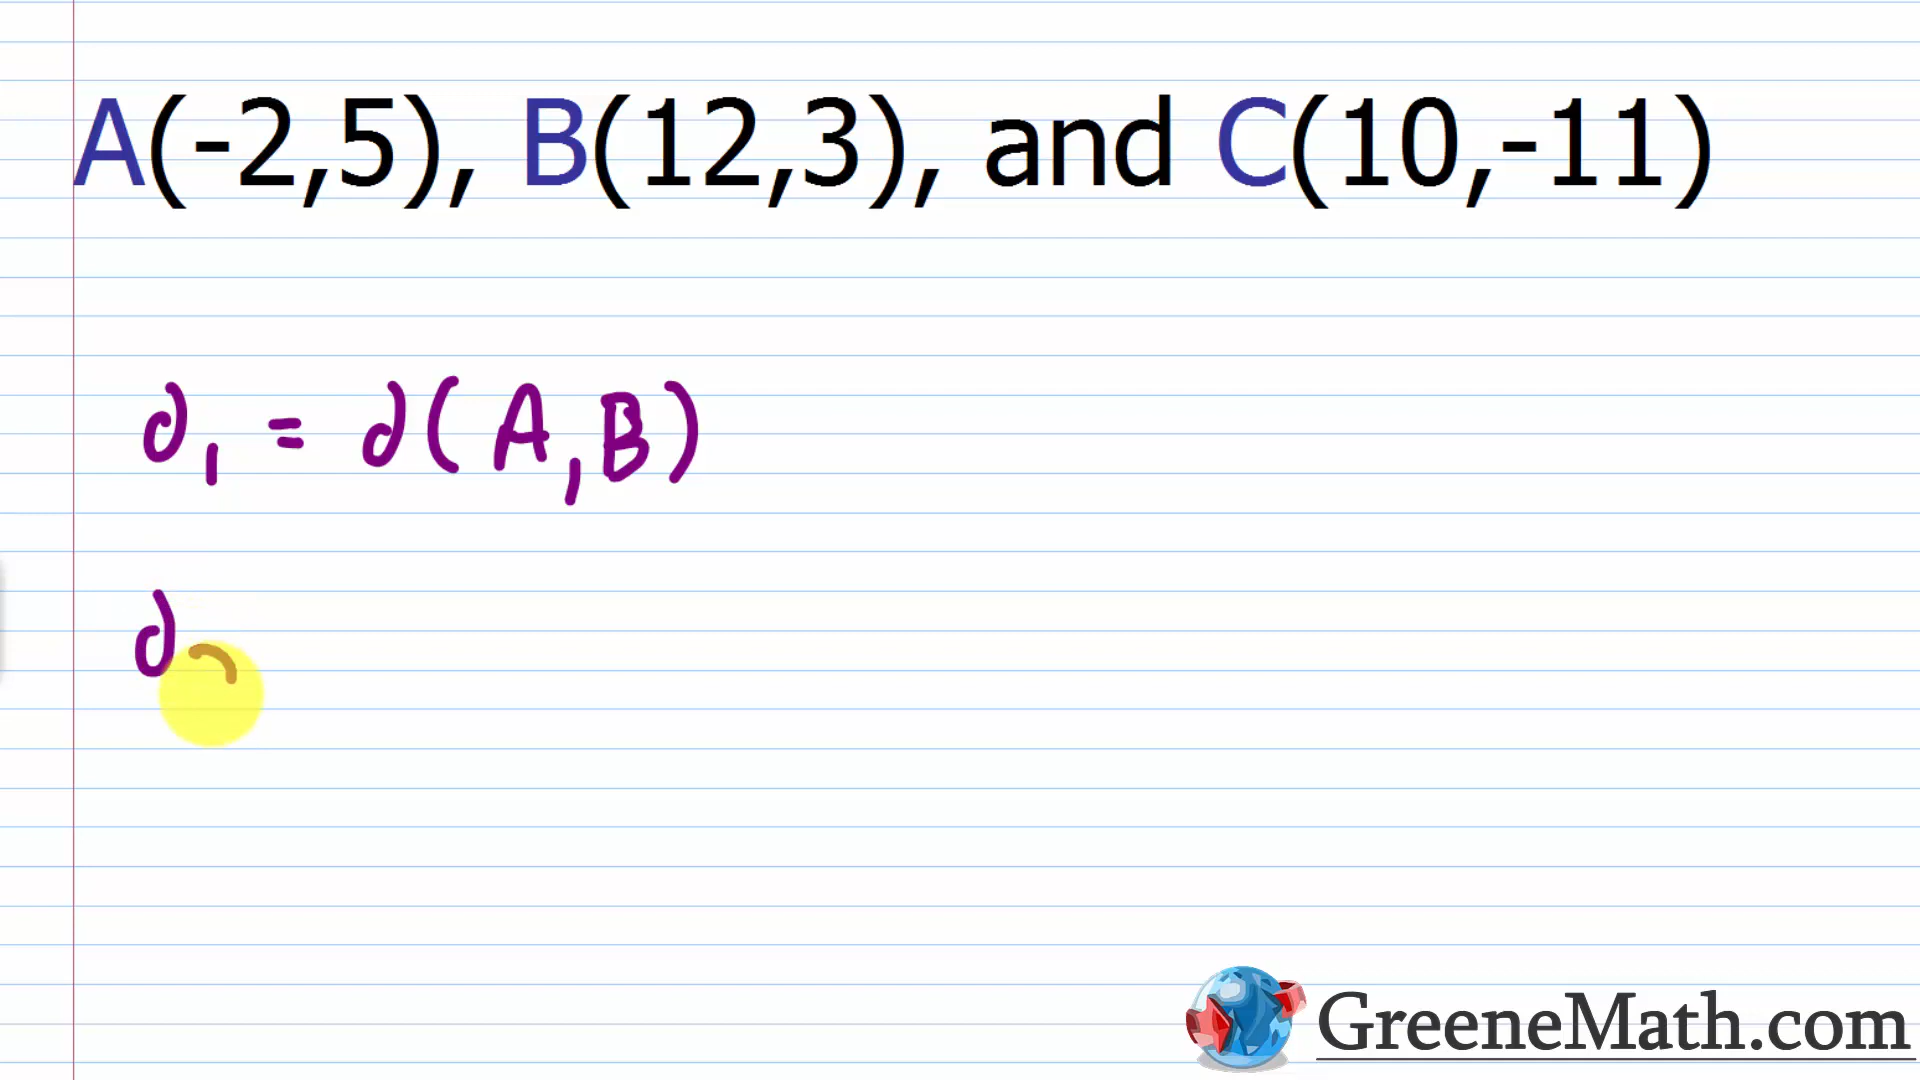 A(-2,5), B(12,3), and C(10,-11)
d₁ = d(A,B)
d
GreeneMath.com